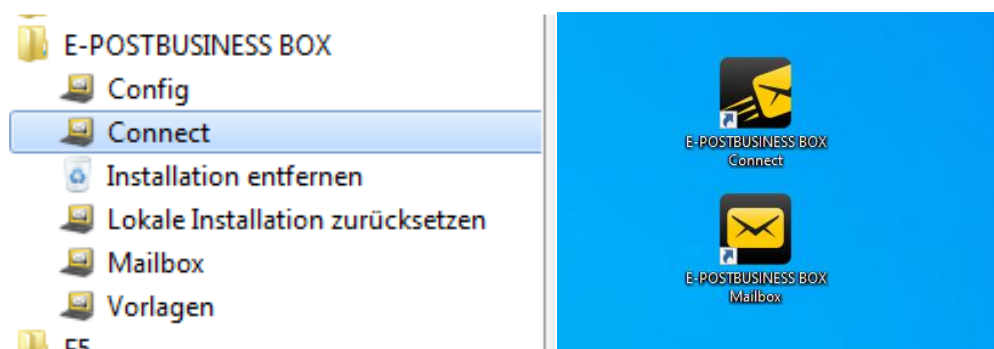 E-POSTBUSINESS BOX
Config
Connect
Installation entfernen
Lokale Installation zurücksetzen
Mailbox
Vorlagen
E-POSTBUSINESS BOX
Connect
E-POSTBUSINESS BOX
Mailbox